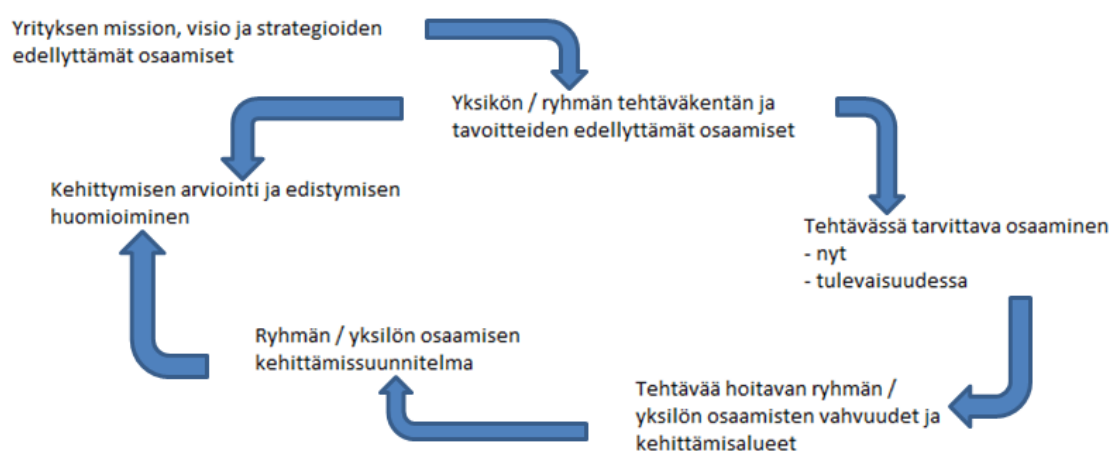 Yrityksen mission, visio ja strategioiden
edellyttämät osaamiset
Yksikön / ryhmän tehtäväkentän ja
tavoitteiden edellyttämät osaamiset
Tehtävässä tarvittava osaaminen
- nyt
- tulevaisuudessa
Tehtävää hoitavan ryhmän /
yksilön osaamisten vahvuudet ja
kehittämisalueet
Ryhmän / yksilön osaamisen
kehittämissuunnitelma
Kehittymisen arviointi ja edistymisen
huomioiminen